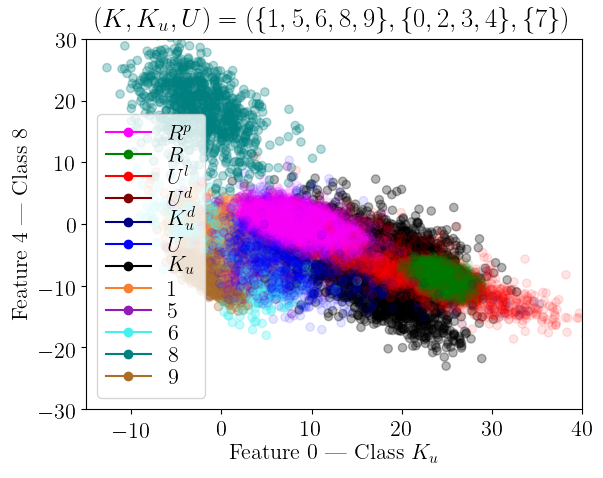 (K, K_u, U) = ({1, 5, 6, 8, 9}, {0, 2, 3, 4}, {7})
Feature 4 — Class 8
30
20
10
0
−10
−20
−30
R^p
R
U^l
U^d
K_u^d
U
K_u
1
5
6
8
9
−10
0
10
20
30
40
Feature 0 — Class K_u